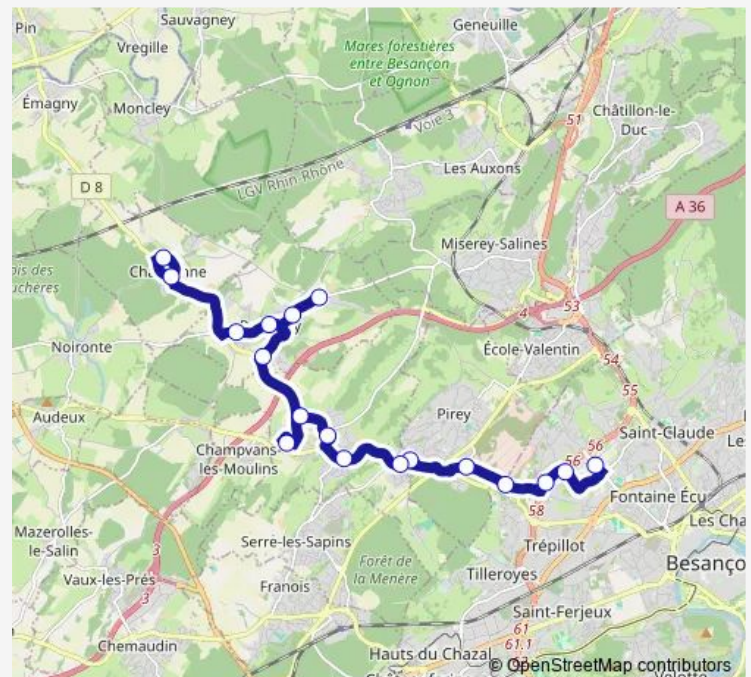 Pin
Sauvagney
Geneuille
Vregille
Mares forestières
entre Besançon
et Ognon
Émagny
Moncley
Voie 3
51
Châtillon-le-
Duc
Les Auxons
LGV Rhin-Rhône
D 8
A 36
Miserey-Salines
4
53
Noironte
École-Valentin
54
55
Audeux
Pirey
Champvans
les-Moulins
Saint-Claude
56
56
Fontaine Écu
58
Mazerolles-
le-Salin
3
Serre-les-Sapins
Trépillot
Les Cha
Besanço
Vaux-les-Prés
Forêt de
la Menère
Tilleroyes
3
Franois
Saint-Ferjeux
61
61.1
Chemaudin
Hauts du Chazal
© OpenStreetMap contributors